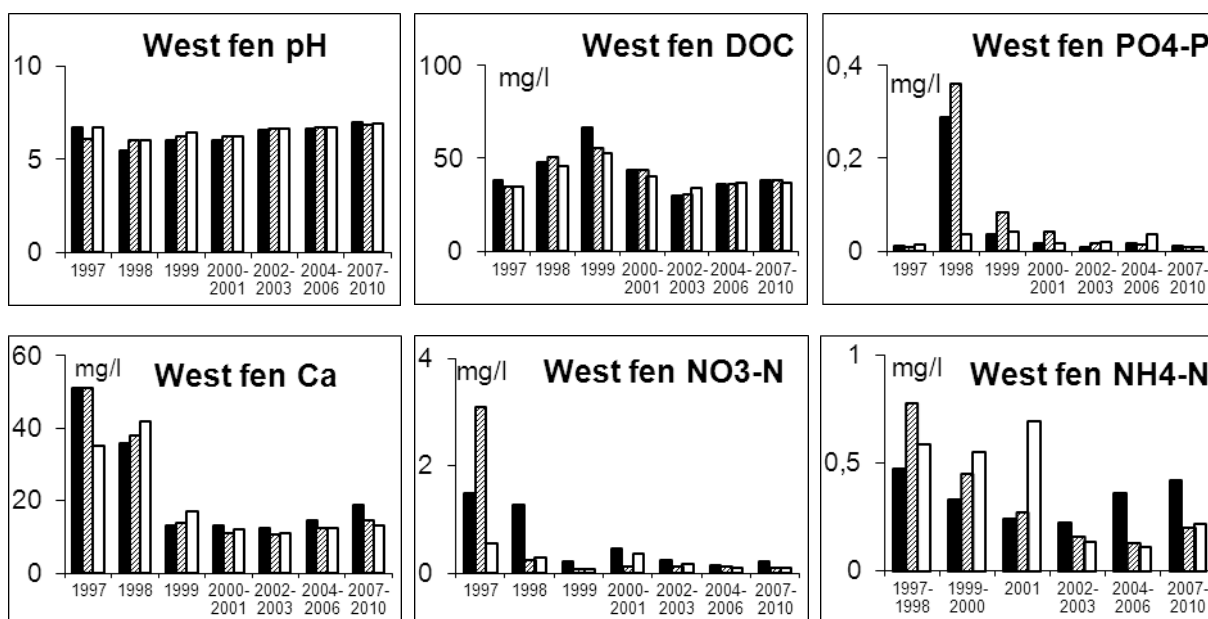 West fen pH
10
5
0
1997 1998 1999 2000- 2002- 2004- 2007-
2001 2003 2006 2010
West fen DOC
100
mg/l
50
0
1997 1998 1999 2000- 2002- 2004- 2007-
2001 2003 2006 2010
West fen PO4-P
0,4
mg/l
0,2
0
1997 1998 1999 2000- 2002- 2004- 2007-
2001 2003 2006 2010
60
mg/l
West fen Ca
40
20
0
1997 1998 1999 2000- 2002- 2004- 2007-
2001 2003 2006 2010
4
mg/l
West fen NO3-N
2
0
1997 1998 1999 2000- 2002- 2004- 2007-
2001 2003 2006 2010
1
mg/l
West fen NH4-N
0,5
0
1997- 1999- 2001 2002- 2004- 2007-
1998 2000 2003 2006 2010